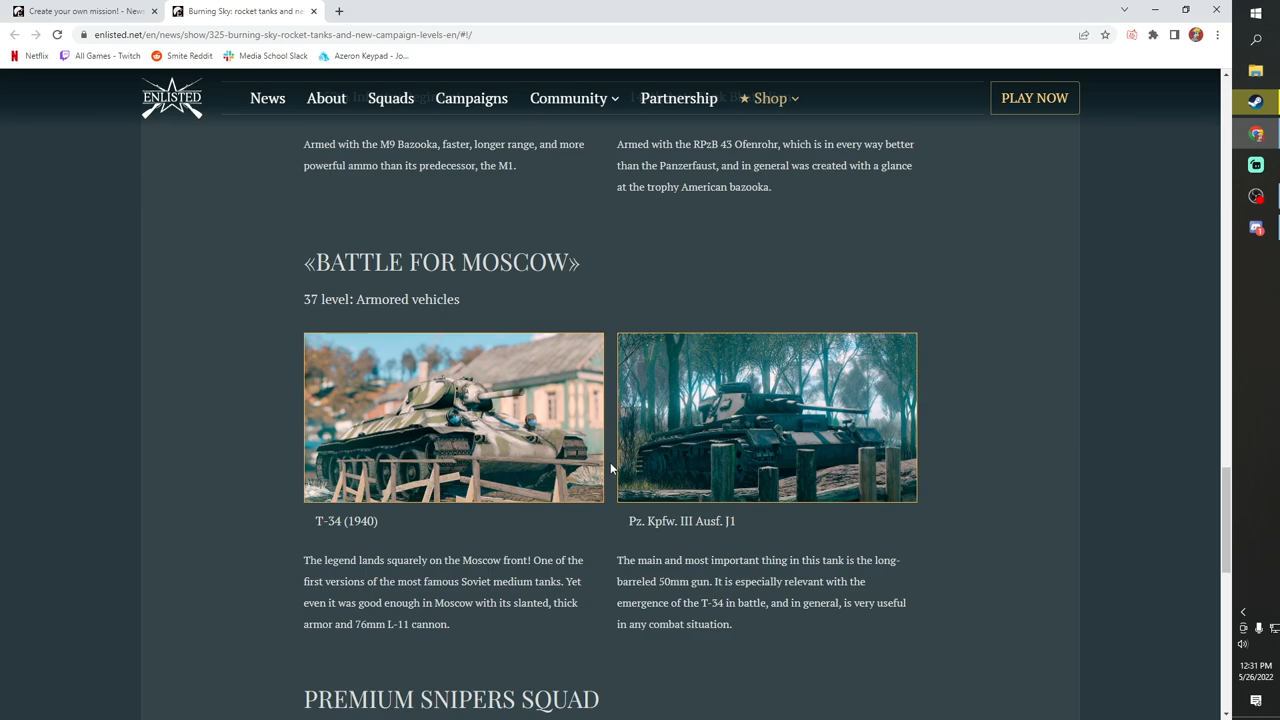 Create your own mission! - News
Burning Sky: rocket tanks and ne
enlisted.net/en/news/show/325-burning-sky-rocket-tanks-and-new-campaign-levels-en/#!/
Netflix
All Games - Twitch
Smite Reddit
Media School Slack
Azeron Keypad - Jo...
ENLISTED
News
About
Squads
Campaigns
Community
Partnership
Shop
PLAY NOW
Armed with the M9 Bazooka, faster, longer range, and more
powerful ammo than its predecessor, the M1.
Armed with the RPzB 43 Ofenrohr, which is in every way better
than the Panzerfaust, and in general was created with a glance
at the trophy American bazooka.
«BATTLE FOR MOSCOW»
37 level: Armored vehicles
T-34 (1940)
Pz. Kpfw. III Ausf. J1
The legend lands squarely on the Moscow front! One of the
first versions of the most famous Soviet medium tanks. Yet
even it was good enough in Moscow with its slanted, thick
armor and 76mm L-11 cannon.
The main and most important thing in this tank is the long-
barreled 50mm gun. It is especially relevant with the
emergence of the T-34 in battle, and in general, is very useful
in any combat situation.
PREMIUM SNIPERS SQUAD
12:31 PM
5/26/2022